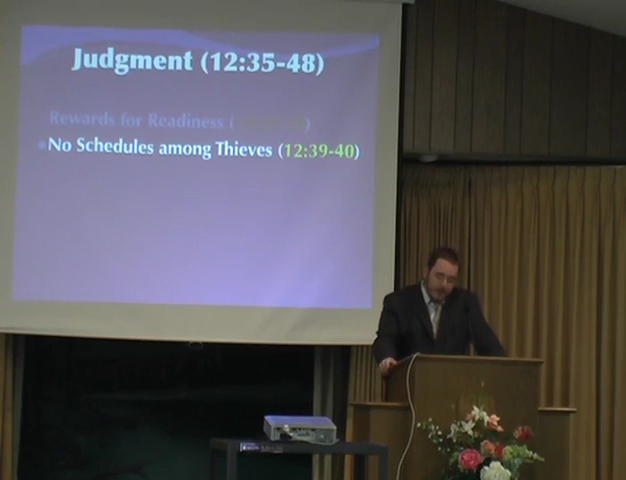 Judgment (12:35-48)
Rewards for Readiness (
• No Schedules among Thieves (12:39-40)